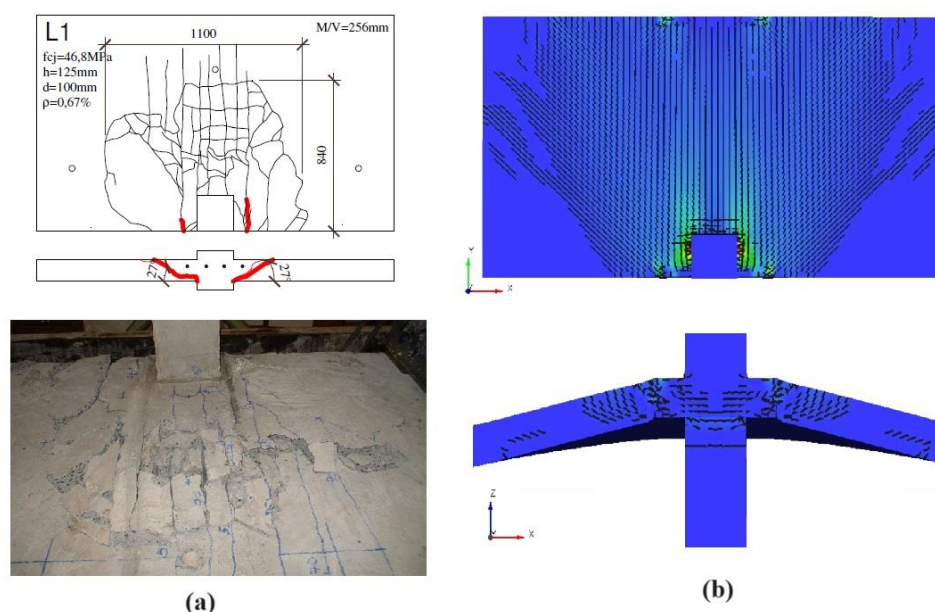 L1
M/V=256mm
1100
fcj=46,8MPa
h=125mm
d=100mm
ρ=0,67%
840
27°
27°
Y
X
Z
X
(a)
(b)